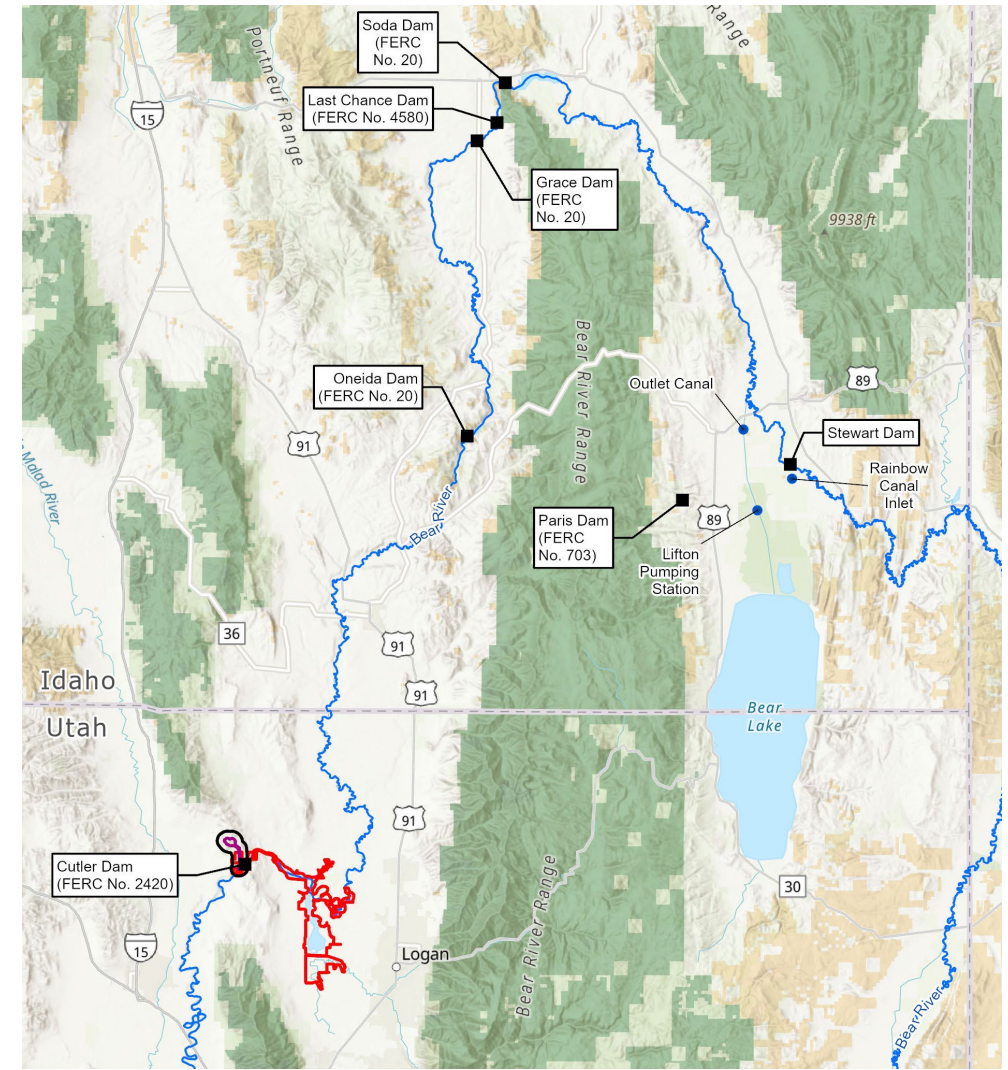 Soda Dam
(FERC
No. 20)
Range
Portneuf Range
15
Last Chance Dam
(FERC No. 4580)
Grace Dam
(FERC
No. 20)
9938 ft
Bear River Range
Outlet Canal
89
Oneida Dam
(FERC No. 20)
Stewart Dam
91
Rainbow
Canal
Inlet
Malad River
Bear River
Paris Dam
(FERC
No. 703)
89
Lifton
Pumping
Station
36
91
Idaho
91
Utah
Bear
Lake
91
Cutler Dam
(FERC No. 2420)
30
Bear River Range
15
Logan
Bear River